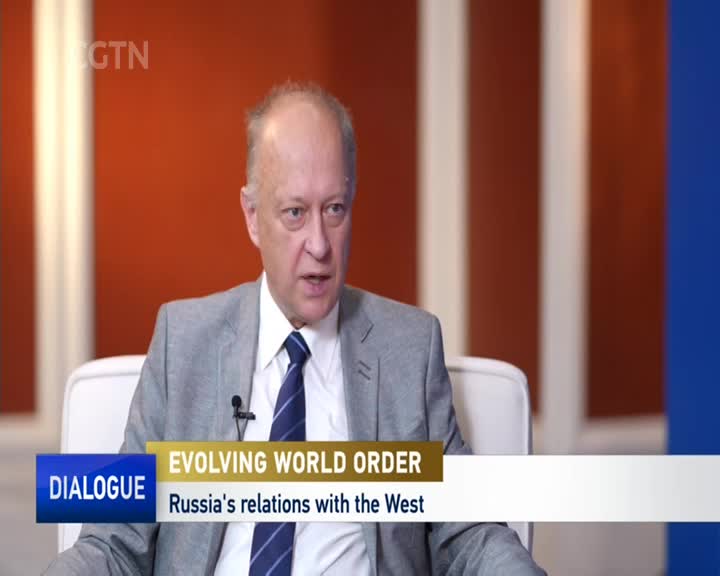 CGTN
EVOLVING WORLD ORDER
DIALOGUE
Russia's relations with the West